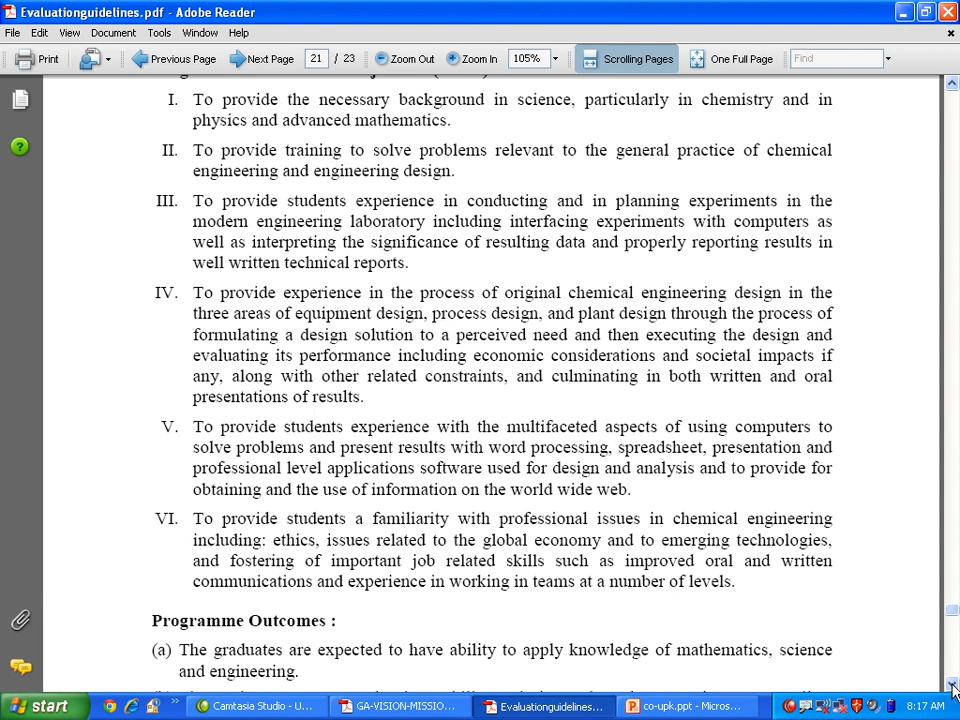 Evaluationguidelines.pdf - Adobe Reader
File Edit View Document Tools Window Help
Print Previous Page Next Page 21 / 23 Zoom Out Zoom In 105% Scrolling Pages One Full Page Find
I. To provide the necessary background in science, particularly in chemistry and in
physics and advanced mathematics.
II. To provide training to solve problems relevant to the general practice of chemical
engineering and engineering design.
III. To provide students experience in conducting and in planning experiments in the
modern engineering laboratory including interfacing experiments with computers as
well as interpreting the significance of resulting data and properly reporting results in
well written technical reports.
IV. To provide experience in the process of original chemical engineering design in the
three areas of equipment design, process design, and plant design through the process of
formulating a design solution to a perceived need and then executing the design and
evaluating its performance including economic considerations and societal impacts if
any, along with other related constraints, and culminating in both written and oral
presentations of results.
V. To provide students experience with the multifaceted aspects of using computers to
solve problems and present results with word processing, spreadsheet, presentation and
professional level applications software used for design and analysis and to provide for
obtaining and the use of information on the world wide web.
VI. To provide students a familiarity with professional issues in chemical engineering
including: ethics, issues related to the global economy and to emerging technologies,
and fostering of important job related skills such as improved oral and written
communications and experience in working in teams at a number of levels.
Programme Outcomes :
(a) The graduates are expected to have ability to apply knowledge of mathematics, science
and engineering.
start Camtasia Studio - U... GA-VISION-MISSIO... Evaluationguidelines... co-upk.ppt - Micros... 8:17 AM